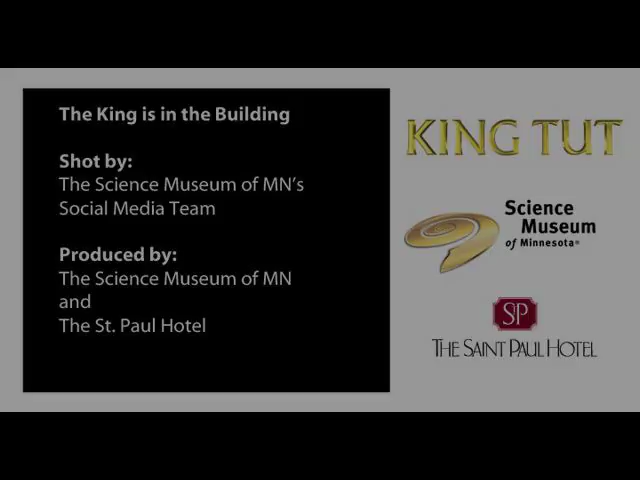 The King is in the Building
Shot by:
The Science Museum of MN's
Social Media Team
Produced by:
The Science Museum of MN
and
The St. Paul Hotel
KING TUT
Science
Museum
of Minnesota®
SP
THE SAINT PAUL HOTEL